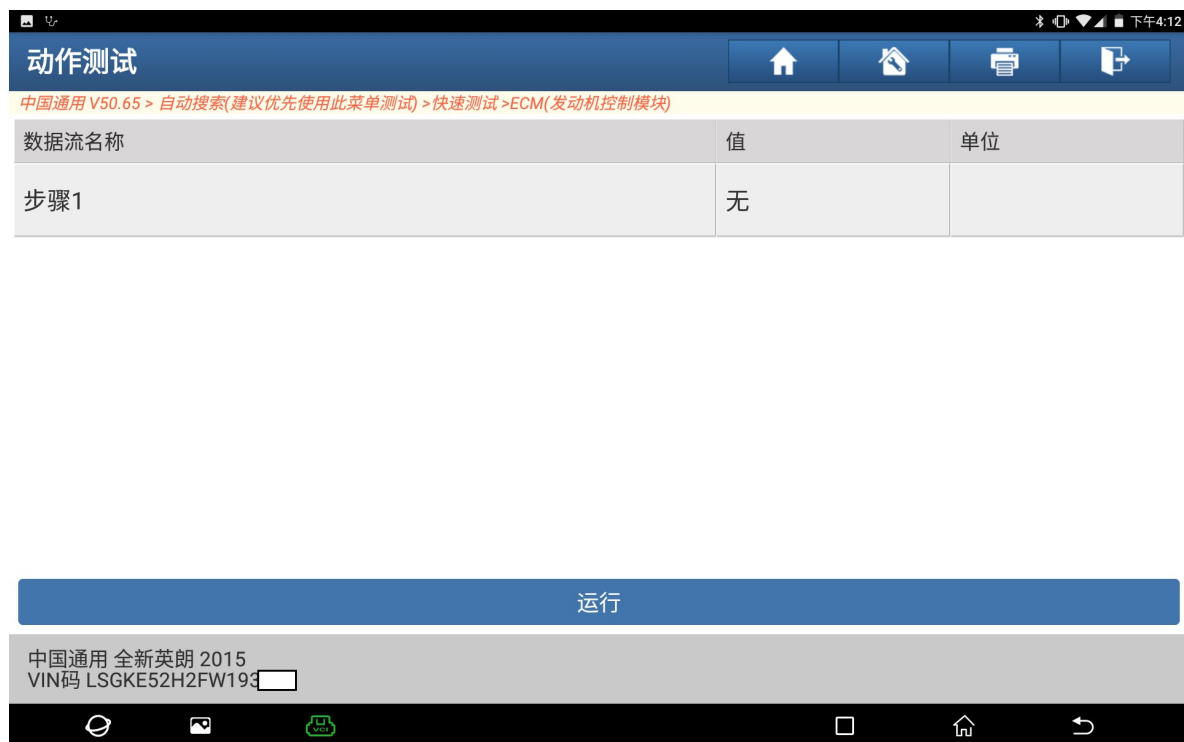 下午4:12
动作测试
中国通用 V50.65 > 自动搜索(建议优先使用此菜单测试) >快速测试 >ECM(发动机控制模块)
数据流名称 值 单位
步骤1 无
运行
中国通用 全新英朗 2015
VIN码 LSGKE52H2FW193
VCI